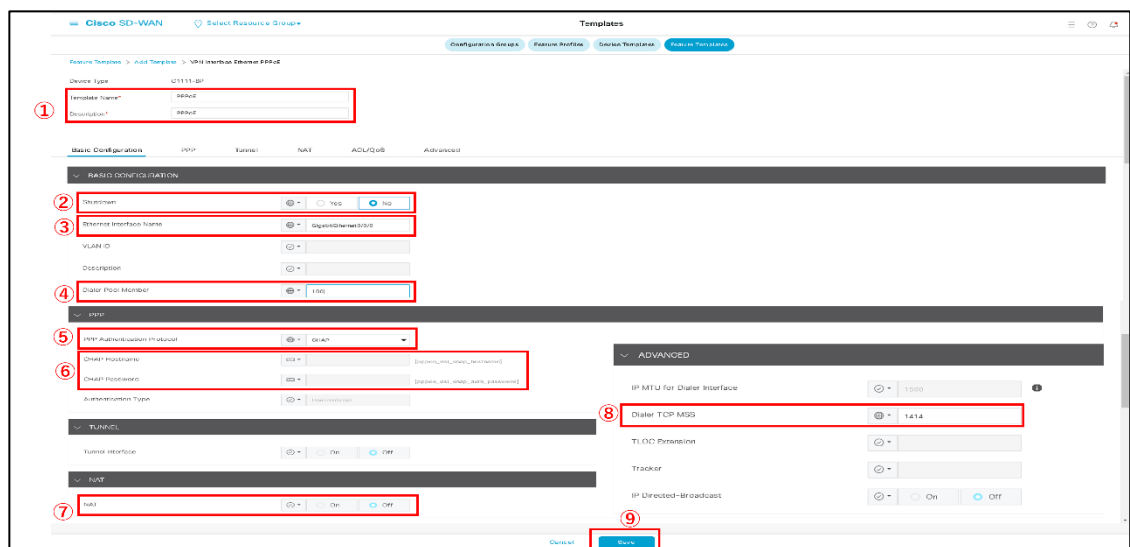 Cisco SD-WAN
Select Resource Group
Templates
Configuration Groups
Feature Profiles
Device Templates
Feature Templates
Feature Template > Add Template > VPN Interface Ethernet PPPoE
Device Type
C1111-8P
①
Template Name*
PPPoE
Description*
PPPoE
Basic Configuration
PPP
Tunnel
NAT
ACL/QoS
Advanced
BASIC CONFIGURATION
②
Shutdown
Yes
No
③
Ethernet Interface Name
GigabitEthernet0/0/0
VLAN ID
Description
④
Dialer Pool Member
100
PPP
⑤
PPP Authentication Protocol
CHAP
⑥
CHAP Hostname
CHAP Password
Authentication Type
TUNNEL
Tunnel Interface
On
Off
NAT
⑦
NAT
On
Off
ADVANCED
IP MTU for Dialer Interface
1500
⑧
Dialer TCP MSS
1414
TLOC Extension
Tracker
IP Directed-Broadcast
On
Off
⑨
Cancel
Save